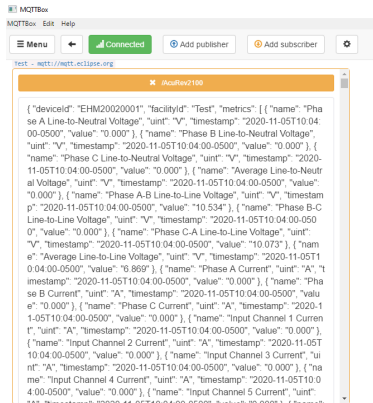 MQTTBox
MQTTBox Edit Help
Menu Connected Add publisher Add subscriber
Test - mqtt://mqtt.eclipse.org
✖ /AccRev2100
{ "deviceId": "EHM20020001", "facilityId": "Test", "metrics": [ { "name": "Pha
se A Line-to-Neutral Voltage", "uint": "V", "timestamp": "2020-11-05T10:04:
00-0500", "value": "0.000" }, { "name": "Phase B Line-to-Neutral Voltage",
"uint": "V", "timestamp": "2020-11-05T10:04:00-0500", "value": "0.000" }, {
"name": "Phase C Line-to-Neutral Voltage", "uint": "V", "timestamp": "2020-
11-05T10:04:00-0500", "value": "0.000" }, { "name": "Average Line-to-Neutr
al Voltage", "uint": "V", "timestamp": "2020-11-05T10:04:00-0500", "value":
"0.000" }, { "name": "Phase A-B Line-to-Line Voltage", "uint": "V", "timestam
p": "2020-11-05T10:04:00-0500", "value": "10.534" }, { "name": "Phase B-C
Line-to-Line Voltage", "uint": "V", "timestamp": "2020-11-05T10:04:00-050
0", "value": "0.000" }, { "name": "Phase C-A Line-to-Line Voltage", "uint":
"V", "timestamp": "2020-11-05T10:04:00-0500", "value": "10.073" }, { "nam
e": "Average Line-to-Line Voltage", "uint": "V", "timestamp": "2020-11-05T1
0:04:00-0500", "value": "6.869" }, { "name": "Phase A Current", "uint": "A", "t
imestamp": "2020-11-05T10:04:00-0500", "value": "0.000" }, { "name": "Pha
se B Current", "uint": "A", "timestamp": "2020-11-05T10:04:00-0500", "valu
e": "0.000" }, { "name": "Phase C Current", "uint": "A", "timestamp": "2020-1
1-05T10:04:00-0500", "value": "0.000" }, { "name": "Input Channel 1 Curren
t", "uint": "A", "timestamp": "2020-11-05T10:04:00-0500", "value": "0.000" },
{ "name": "Input Channel 2 Current", "uint": "A", "timestamp": "2020-11-05T
10:04:00-0500", "value": "0.000" }, { "name": "Input Channel 3 Current", "ui
nt": "A", "timestamp": "2020-11-05T10:04:00-0500", "value": "0.000" }, { "na
me": "Input Channel 4 Current", "uint": "A", "timestamp": "2020-11-05T10:0
4:00-0500", "value": "0.000" }, { "name": "Input Channel 5 Current", "uint":
"A", "timestamp": "2020-11-05T10:04:00-0500", "value": "0.000" }, { "name":